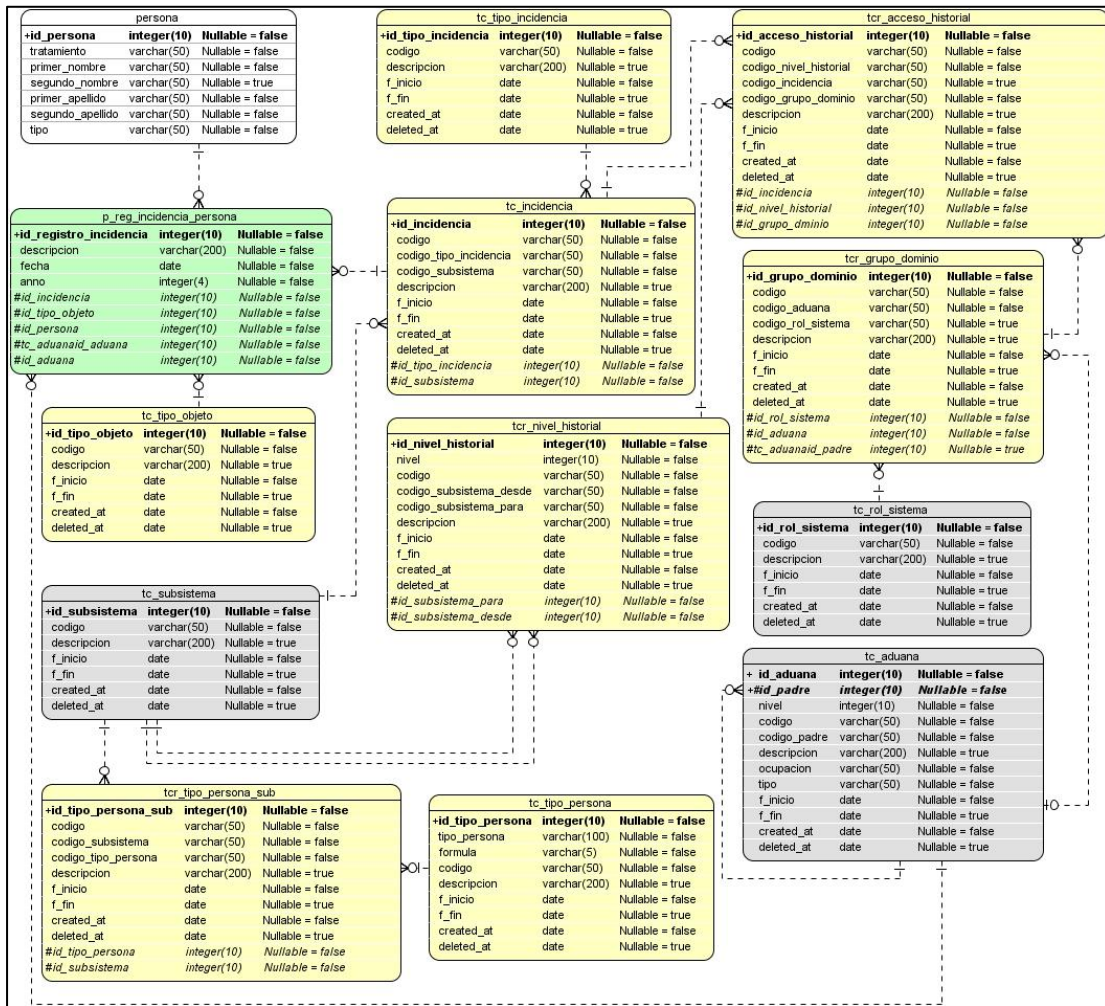 persona
+id_persona integer(10) Nullable = false
tratamiento varchar(50) Nullable = false
primer_nombre varchar(50) Nullable = false
segundo_nombre varchar(50) Nullable = true
primer_apellido varchar(50) Nullable = false
segundo_apellido varchar(50) Nullable = false
tipo varchar(50) Nullable = false
tc_tipo_incidencia
+id_tipo_incidencia integer(10) Nullable = false
codigo varchar(50) Nullable = false
descripcion varchar(200) Nullable = true
f_inicio date Nullable = false
f_fin date Nullable = true
created_at date Nullable = false
deleted_at date Nullable = true
tcr_acceso_historial
+id_acceso_historial integer(10) Nullable = false
codigo varchar(50) Nullable = false
codigo_nivel_historial varchar(50) Nullable = false
codigo_incidencia varchar(50) Nullable = true
codigo_grupo_dominio varchar(50) Nullable = false
descripcion varchar(200) Nullable = true
f_inicio date Nullable = false
f_fin date Nullable = true
created_at date Nullable = false
deleted_at date Nullable = true
#id_incidencia integer(10) Nullable = false
#id_nivel_historial integer(10) Nullable = false
#id_grupo_dminio integer(10) Nullable = false
p_reg_incidencia_persona
+id_registro_incidencia integer(10) Nullable = false
descripcion varchar(200) Nullable = false
fecha date Nullable = false
anno integer(4) Nullable = false
#id_incidencia integer(10) Nullable = false
#id_tipo_objeto integer(10) Nullable = false
#id_persona integer(10) Nullable = false
#tc_aduanaid_aduana integer(10) Nullable = false
#id_aduana integer(10) Nullable = false
tc_incidencia
+id_incidencia integer(10) Nullable = false
codigo varchar(50) Nullable = false
codigo_tipo_incidencia varchar(50) Nullable = false
codigo_subsistema varchar(50) Nullable = false
descripcion varchar(200) Nullable = true
f_inicio date Nullable = false
f_fin date Nullable = true
created_at date Nullable = false
deleted_at date Nullable = true
#id_tipo_incidencia integer(10) Nullable = false
#id_subsistema integer(10) Nullable = false
tcr_grupo_dominio
+id_grupo_dominio integer(10) Nullable = false
codigo varchar(50) Nullable = false
codigo_aduana varchar(50) Nullable = false
codigo_rol_sistema varchar(50) Nullable = true
descripcion varchar(200) Nullable = true
f_inicio date Nullable = false
f_fin date Nullable = true
created_at date Nullable = false
deleted_at date Nullable = true
#id_rol_sistema integer(10) Nullable = false
#id_aduana integer(10) Nullable = true
#tc_aduanaid_padre integer(10) Nullable = true
tc_tipo_objeto
+id_tipo_objeto integer(10) Nullable = false
codigo varchar(50) Nullable = false
descripcion varchar(200) Nullable = true
f_inicio date Nullable = false
f_fin date Nullable = true
created_at date Nullable = false
deleted_at date Nullable = true
tcr_nivel_historial
+id_nivel_historial integer(10) Nullable = false
nivel integer(10) Nullable = false
codigo varchar(50) Nullable = false
codigo_subsistema_desde varchar(50) Nullable = false
codigo_subsistema_para varchar(50) Nullable = false
descripcion varchar(200) Nullable = true
f_inicio date Nullable = false
f_fin date Nullable = true
created_at date Nullable = false
deleted_at date Nullable = true
#id_subsistema_para integer(10) Nullable = false
#id_subsistema_desde integer(10) Nullable = false
tc_rol_sistema
+id_rol_sistema integer(10) Nullable = false
codigo varchar(50) Nullable = false
descripcion varchar(200) Nullable = true
f_inicio date Nullable = false
f_fin date Nullable = true
created_at date Nullable = false
deleted_at date Nullable = true
tc_subsistema
+id_subsistema integer(10) Nullable = false
codigo varchar(50) Nullable = false
descripcion varchar(200) Nullable = true
f_inicio date Nullable = false
f_fin date Nullable = true
created_at date Nullable = false
deleted_at date Nullable = true
tc_aduana
+ id_aduana integer(10) Nullable = false
+#id_padre integer(10) Nullable = false
nivel integer(10) Nullable = false
codigo varchar(50) Nullable = false
codigo_padre varchar(50) Nullable = false
descripcion varchar(200) Nullable = true
ocupacion varchar(50) Nullable = false
tipo varchar(50) Nullable = false
f_inicio date Nullable = false
f_fin date Nullable = true
created_at date Nullable = false
deleted_at date Nullable = true
tcr_tipo_persona_sub
+id_tipo_persona_sub integer(10) Nullable = false
codigo varchar(50) Nullable = false
codigo_subsistema varchar(50) Nullable = false
codigo_tipo_persona varchar(50) Nullable = false
descripcion varchar(200) Nullable = true
f_inicio date Nullable = false
f_fin date Nullable = true
created_at date Nullable = false
deleted_at date Nullable = true
#id_tipo_persona integer(10) Nullable = false
#id_subsistema integer(10) Nullable = false
tc_tipo_persona
+id_tipo_persona integer(10) Nullable = false
tipo_persona varchar(100) Nullable = false
formula varchar(5) Nullable = false
codigo varchar(50) Nullable = false
descripcion varchar(200) Nullable = true
f_inicio date Nullable = false
f_fin date Nullable = true
created_at date Nullable = false
deleted_at date Nullable = true